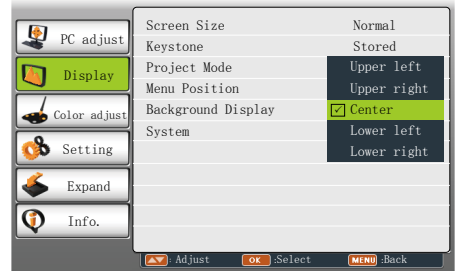 PC adjust
Display
Color adjust
Setting
Expand
Info.
Screen Size Normal
Keystone Stored
Project Mode Upper left
Menu Position Upper right
Background Display Center
System Lower left
Lower right
: Adjust OK :Select MENU :Back